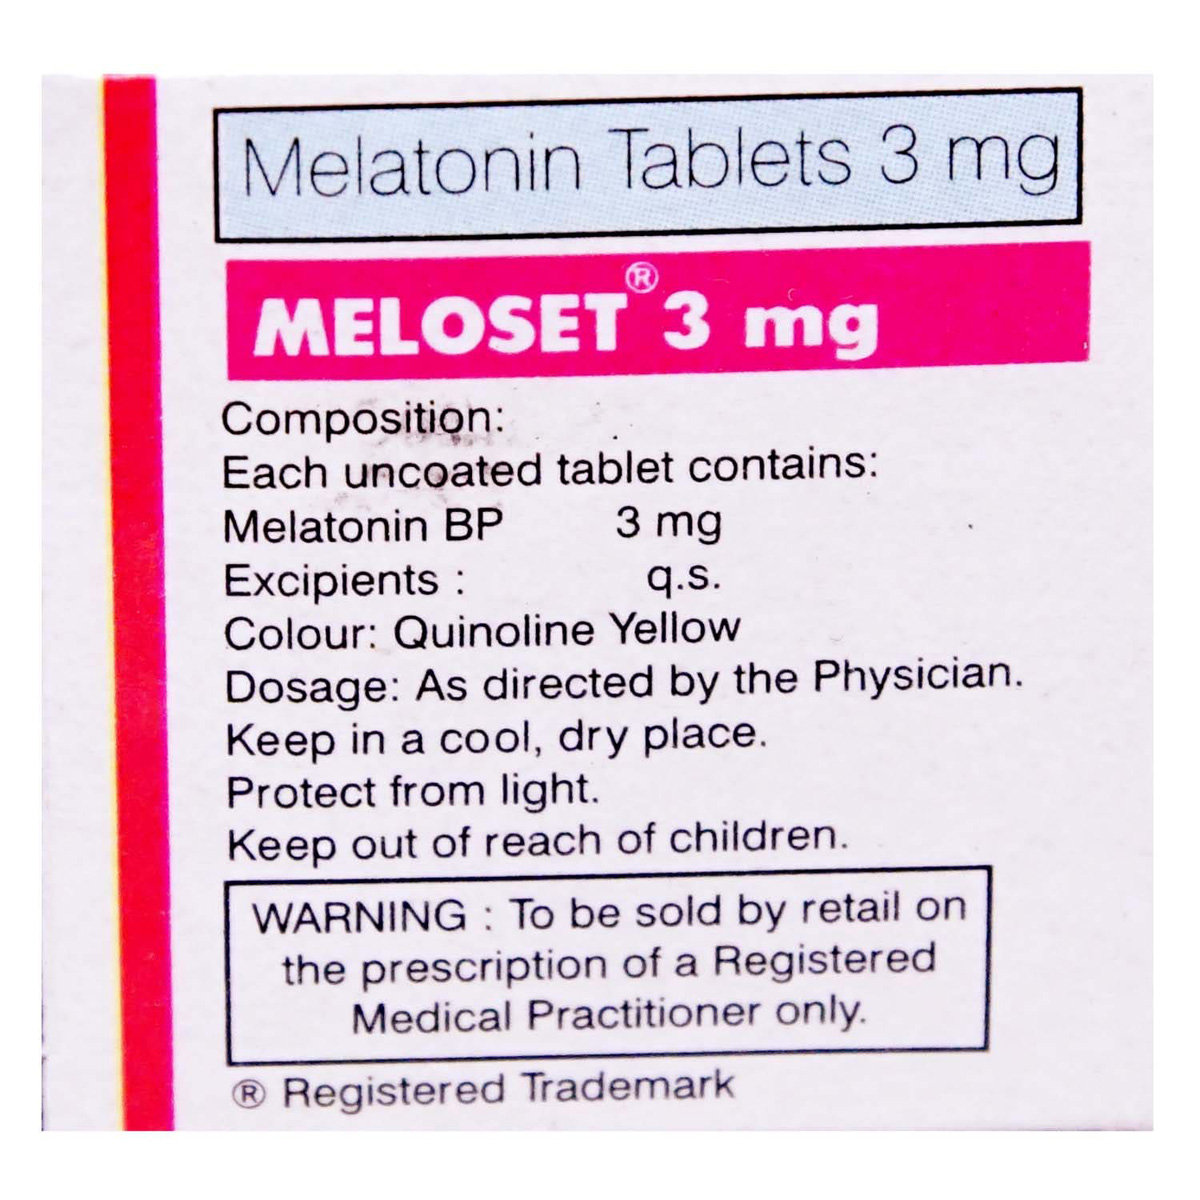 Melatonin Tablets 3 mg
MELOSET® 3 mg
Composition:
Each uncoated tablet contains:
Melatonin BP 3 mg
Excipients : q.s.
Colour: Quinoline Yellow
Dosage: As directed by the Physician.
Keep in a cool, dry place.
Protect from light.
Keep out of reach of children.
WARNING : To be sold by retail on
the prescription of a Registered
Medical Practitioner only.
® Registered Trademark